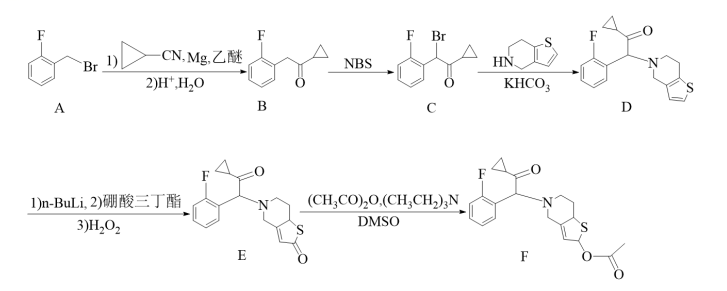 F
Br
A
1) CN,Mg,乙醚
2)H⁺,H₂O
F
O
B
NBS
F
Br
O
C
HN
S
KHCO₃
F
O
N
S
D
1)n-BuLi, 2)硼酸三丁酯
3)H₂O₂
F
O
N
S
O
E
(CH₃CO)₂O,(CH₃CH₂)₃N
DMSO
F
O
N
S
O
O
F